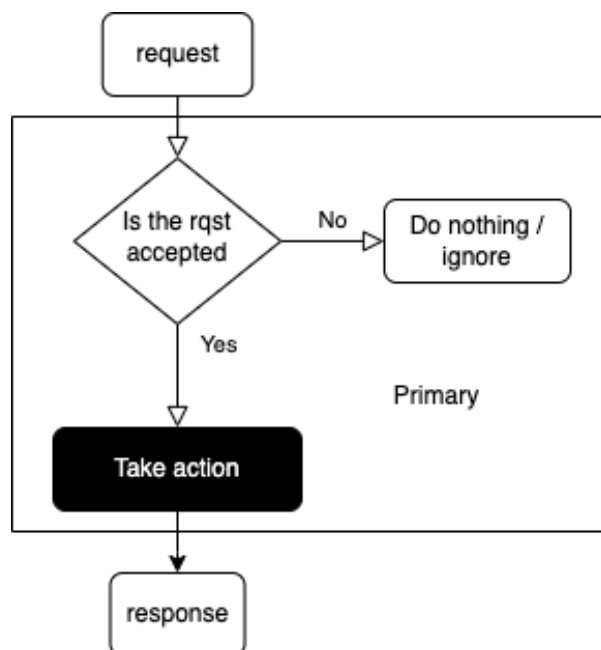 request
Is the rqst
accepted
No
Do nothing /
ignore
Yes
Primary
Take action
response